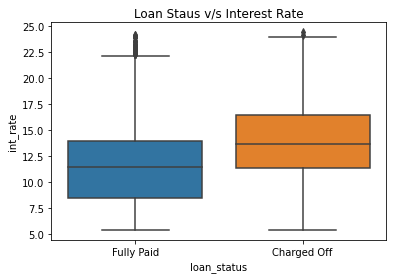 Loan Staus v/s Interest Rate
25.0
22.5
20.0
17.5
15.0
12.5
10.0
7.5
5.0
int_rate
Fully Paid
Charged Off
loan_status